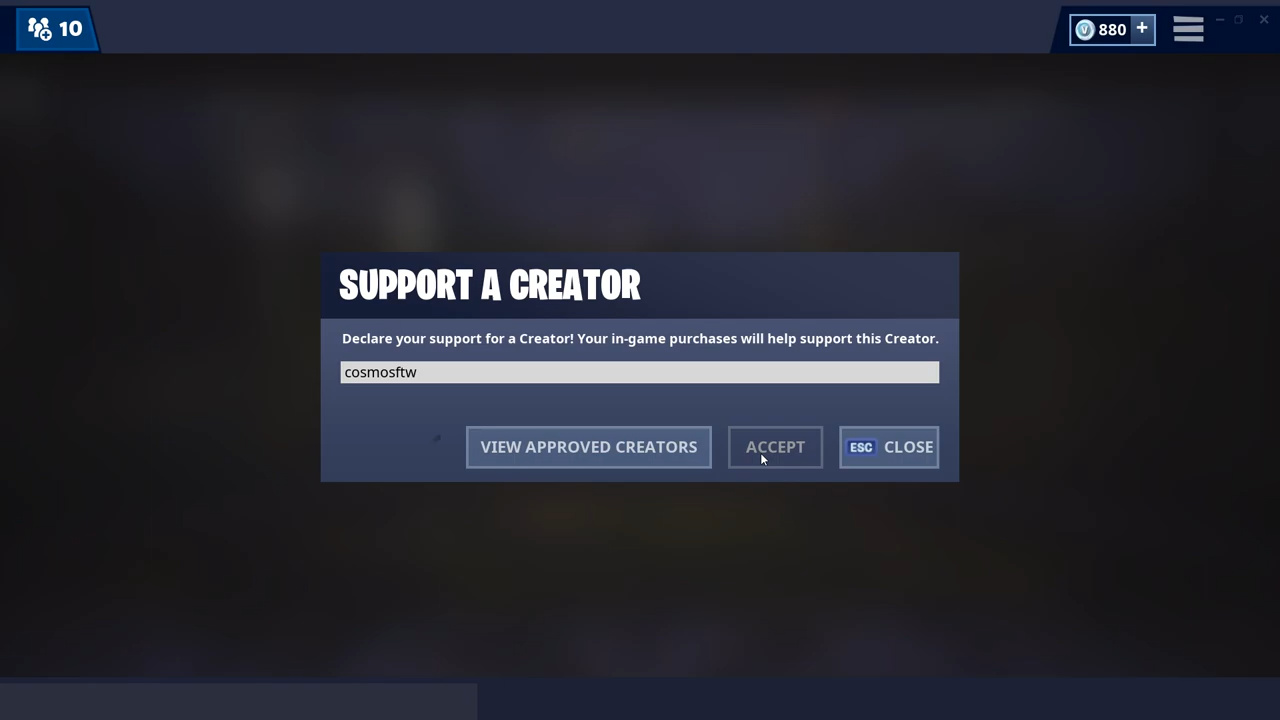 10
880 +
SUPPORT A CREATOR
Declare your support for a Creator! Your in-game purchases will help support this Creator.
cosmosftw
VIEW APPROVED CREATORS
ACCEPT
ESC CLOSE